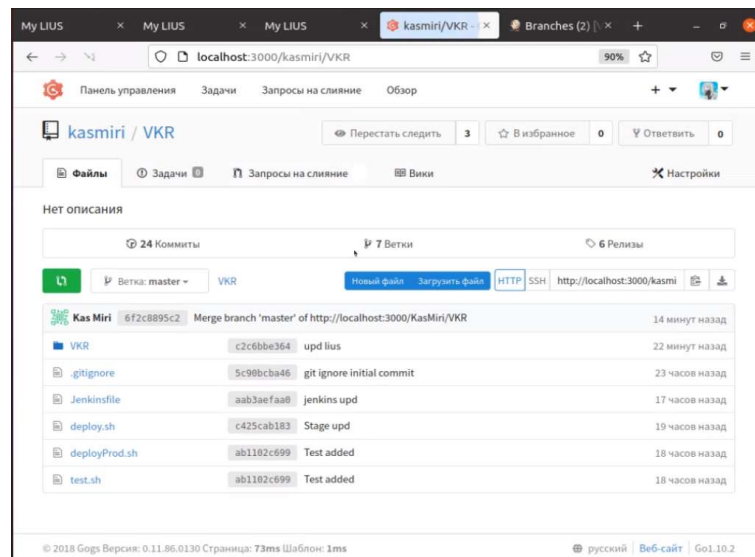 My LIUS × My LIUS × My LIUS × kasmiri/VKR - × Branches (2) × +
localhost:3000/kasmiri/VKR 90%
Панель управления Задачи Запросы на слияние Обзор
kasmiri / VKR Перестать следить 3 В избранное 0 Ответвить 0
Файлы Задачи 0 Запросы на слияние Вики Настройки
Нет описания
24 Коммиты 7 Ветки 6 Релизы
Ветка: master VKR Новый файл Загрузить файл HTTP SSH http://localhost:3000/kasmi
Kas Miri 6f2c8895c2 Merge branch 'master' of http://localhost:3000/KasMiri/VKR 14 минут назад
VKR c2c6bbe364 upd lius 22 минут назад
.gitignore 5c90bcba46 git ignore initial commit 23 часов назад
Jenkinsfile aab3aefaa0 jenkins upd 17 часов назад
deploy.sh c425cab183 Stage upd 19 часов назад
deployProd.sh ab1102c699 Test added 18 часов назад
test.sh ab1102c699 Test added 18 часов назад
© 2018 Gogs Версия: 0.11.86.0130 Страница: 73ms Шаблон: 1ms русский Веб-сайт Go1.10.2